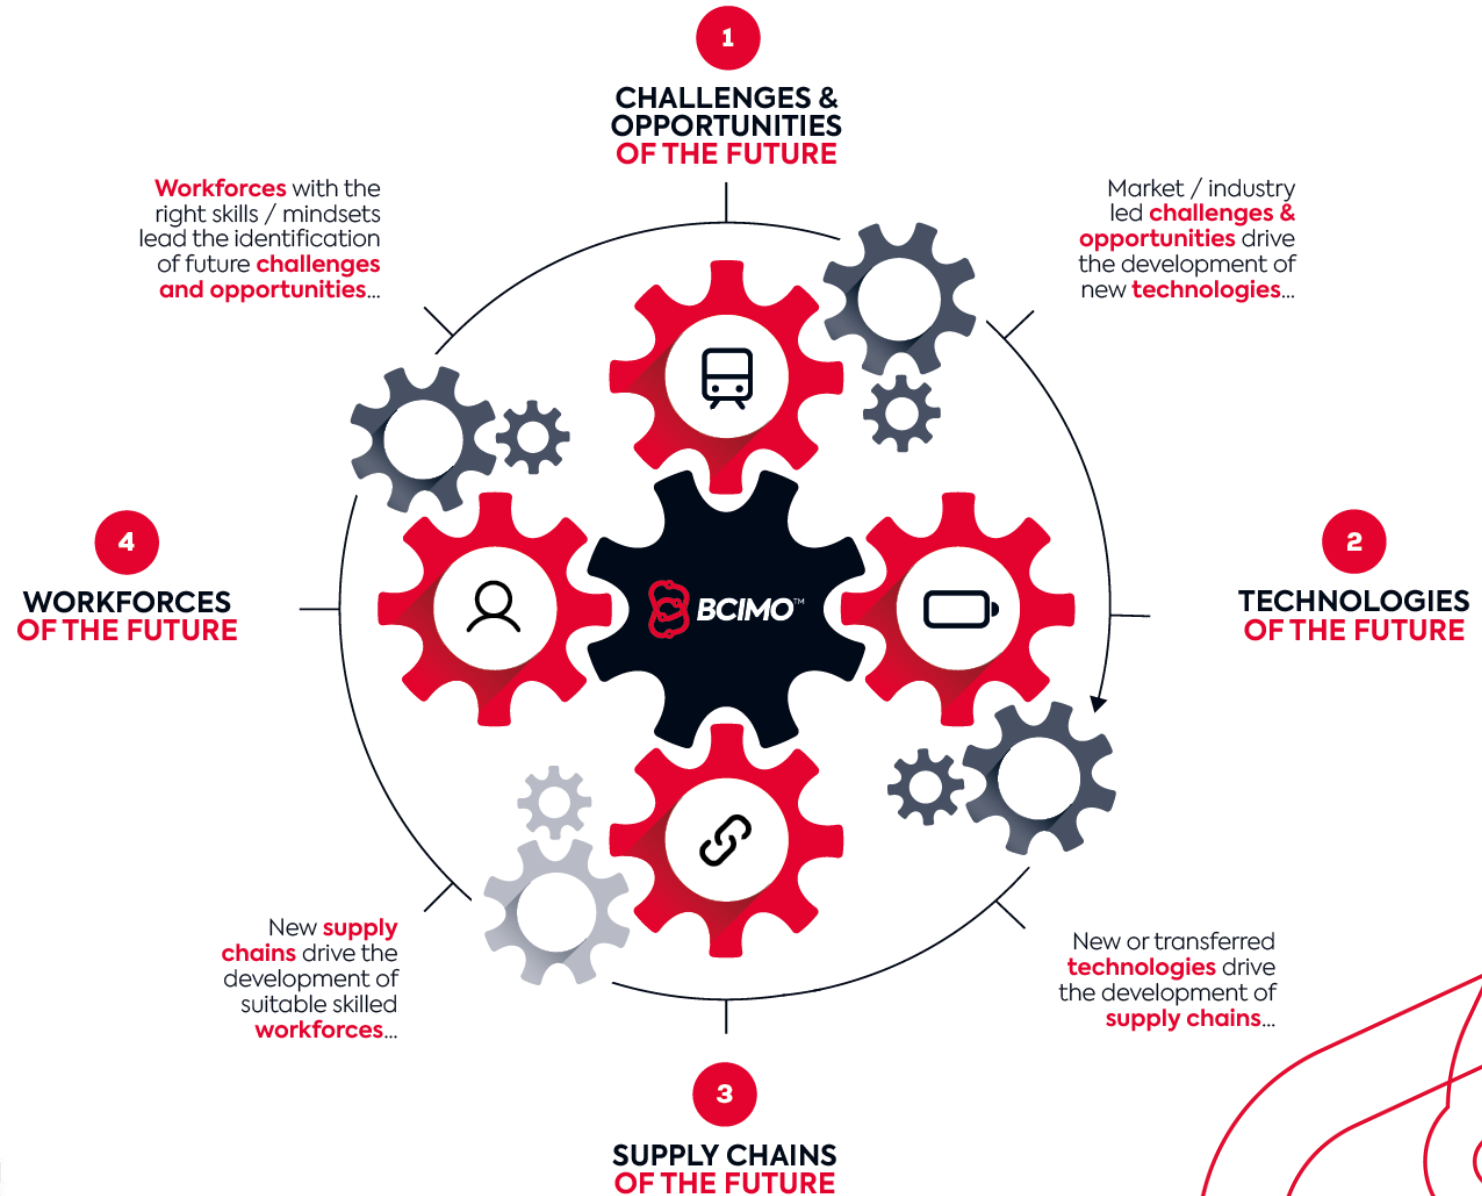 1
CHALLENGES &
OPPORTUNITIES
OF THE FUTURE
Workforces with the
right skills / mindsets
lead the identification
of future challenges
and opportunities...
Market / industry
led challenges &
opportunities drive
the development of
new technologies...
4
WORKFORCES
OF THE FUTURE
BCIMO™
2
TECHNOLOGIES
OF THE FUTURE
New supply
chains drive the
development of
suitable skilled
workforces...
New or transferred
technologies drive
the development of
supply chains...
3
SUPPLY CHAINS
OF THE FUTURE